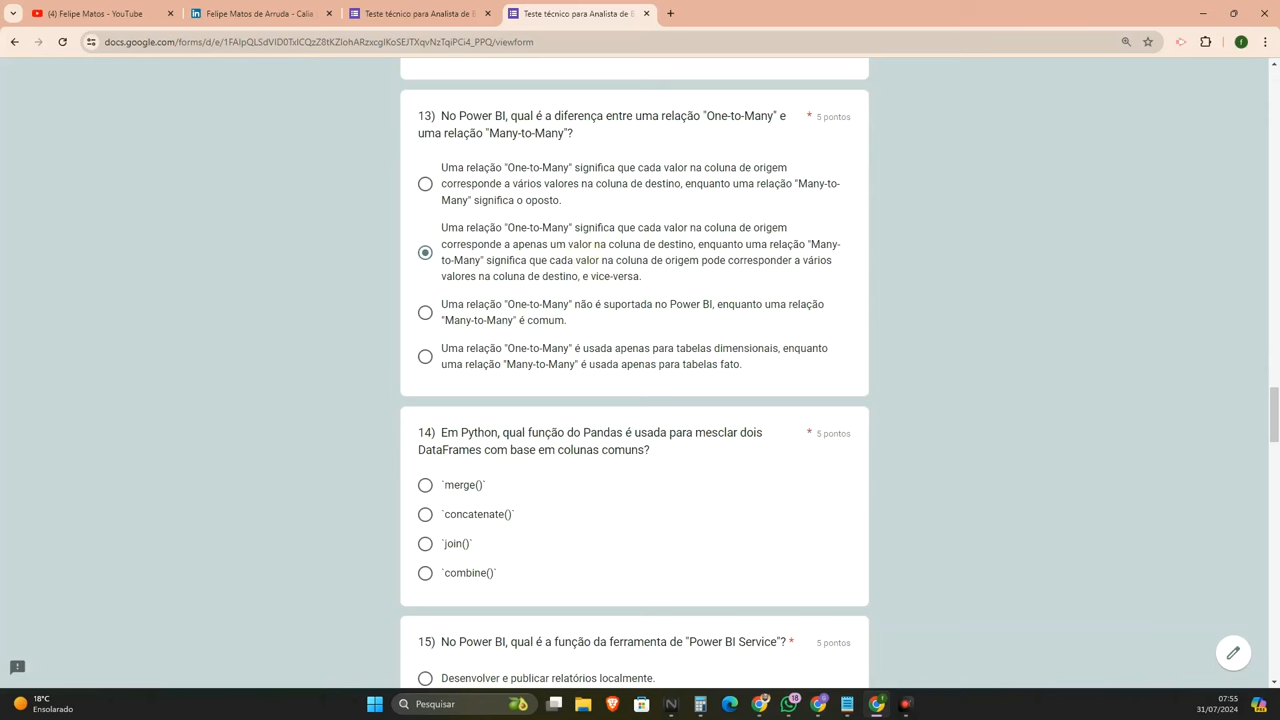 (4) Felipe Matos - YouTube
Felipe Matos de Arruda - Calia
Teste técnico para Analista de E
Teste técnico para Analista de E
docs.google.com/forms/d/e/1FAIpQLSdVID0TxICQzZ8tKZlohARzxcgIKoSEJTXqvNzTqiPCi4_PPQ/viewform
f
13) No Power BI, qual é a diferença entre uma relação "One-to-Many" e
uma relação "Many-to-Many"?
* 5 pontos
Uma relação "One-to-Many" significa que cada valor na coluna de origem
corresponde a vários valores na coluna de destino, enquanto uma relação "Many-to-
Many" significa o oposto.
Uma relação "One-to-Many" significa que cada valor na coluna de origem
corresponde a apenas um valor na coluna de destino, enquanto uma relação "Many-
to-Many" significa que cada valor na coluna de origem pode corresponder a vários
valores na coluna de destino, e vice-versa.
Uma relação "One-to-Many" não é suportada no Power BI, enquanto uma relação
"Many-to-Many" é comum.
Uma relação "One-to-Many" é usada apenas para tabelas dimensionais, enquanto
uma relação "Many-to-Many" é usada apenas para tabelas fato.
14) Em Python, qual função do Pandas é usada para mesclar dois
DataFrames com base em colunas comuns?
* 5 pontos
`merge()`
`concatenate()`
`join()`
`combine()`
15) No Power BI, qual é a função da ferramenta de "Power BI Service"? *
5 pontos
Desenvolver e publicar relatórios localmente.
18°C
Ensolarado
Pesquisar
18
07:55
31/07/2024